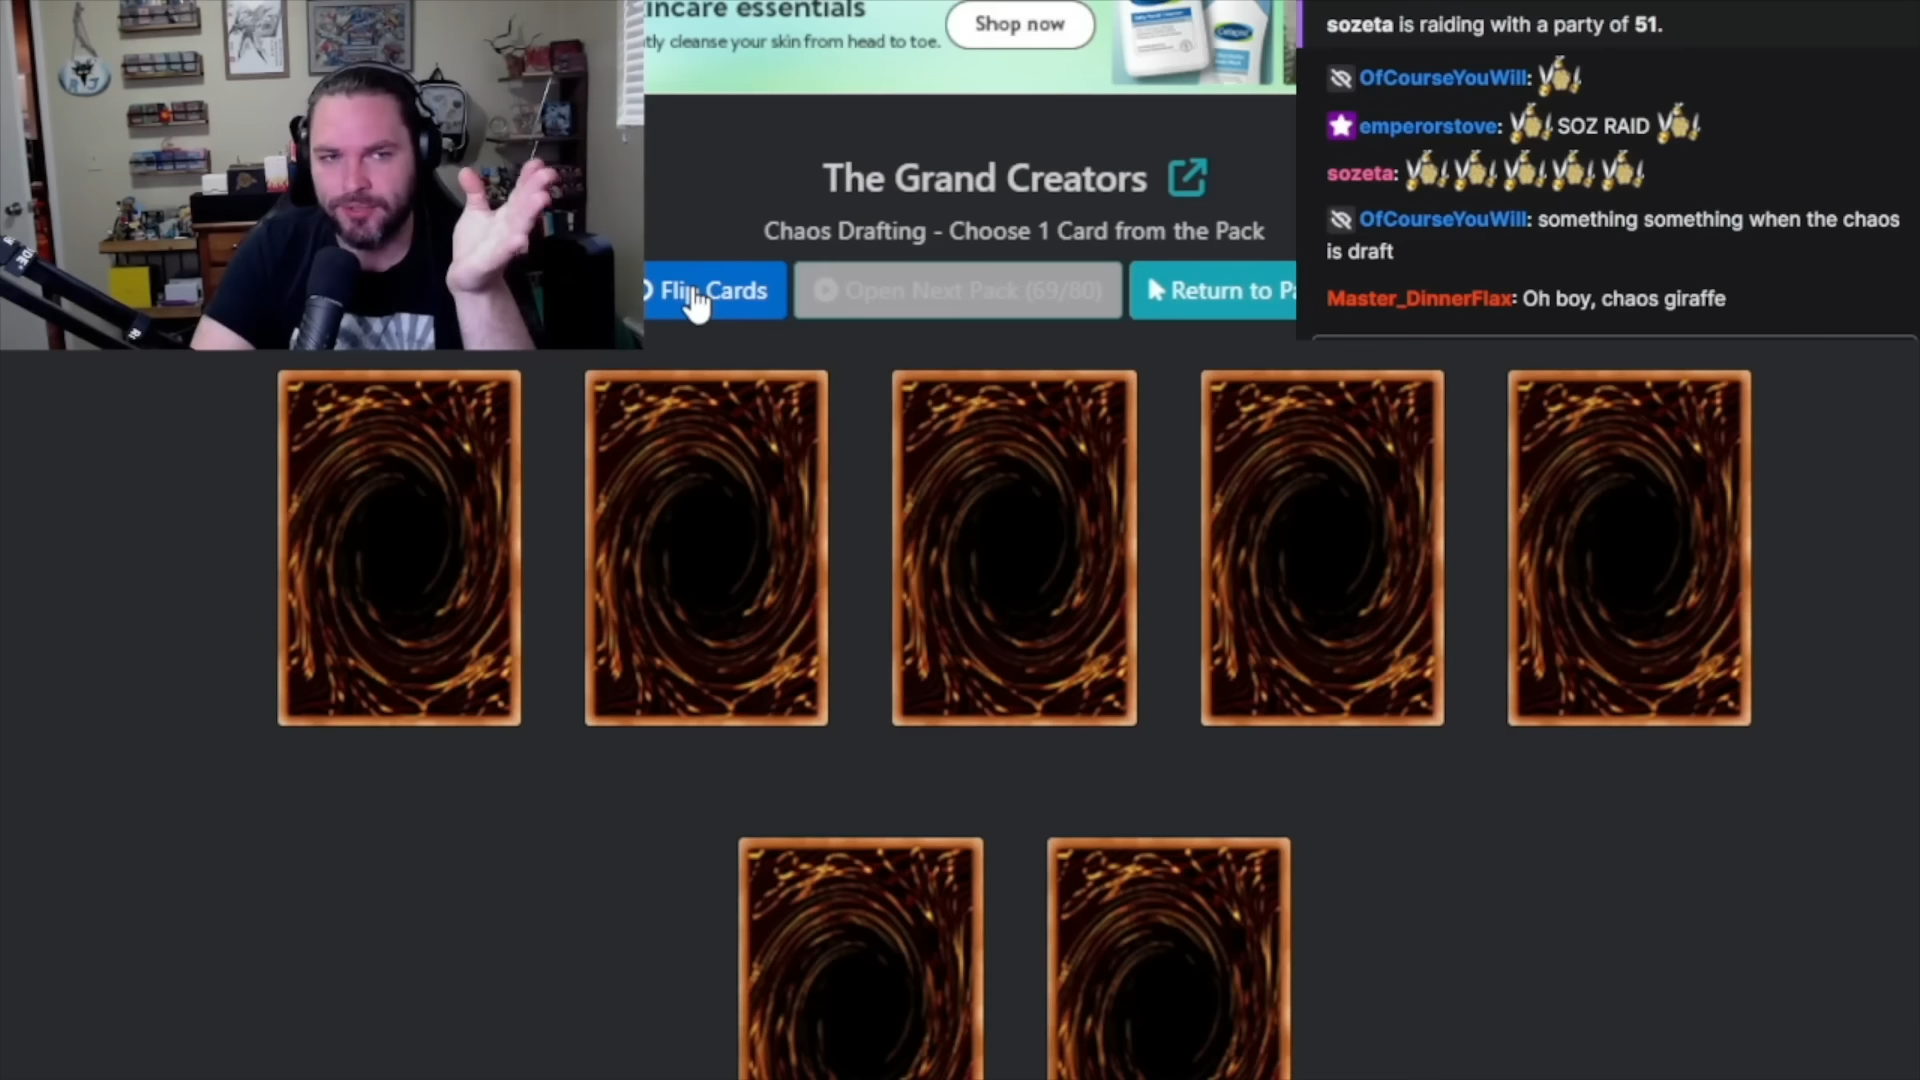 incare essentials
tly cleanse your skin from head to toe.
Shop now
Cetaphil
The Grand Creators
Chaos Drafting - Choose 1 Card from the Pack
Flip Cards
Open Next Pack (69/80)
Return to Pa
sozeta is raiding with a party of 51.
OfCourseYouWill:
emperorstove: SOZ RAID
sozeta:
OfCourseYouWill: something something when the chaos
is draft
Master_DinnerFlax: Oh boy, chaos giraffe